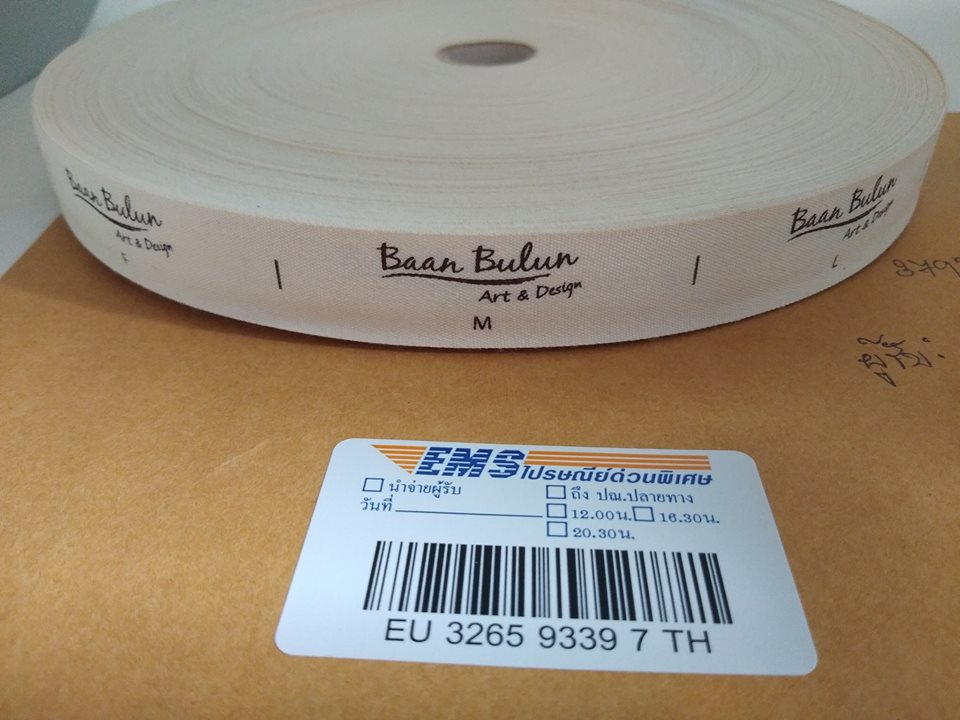 Baan Bulun
Art & Design
F
Baan Bulun
Art & Design
M
Baan Bulun
Art & Design
L
EMS ไปรษณีย์ด่วนพิเศษ
นำจ่ายผู้รับ
วันที่
ถึง ปณ.ปลายทาง
12.00น. 16.30น.
20.30น.
EU 3265 9339 7 TH